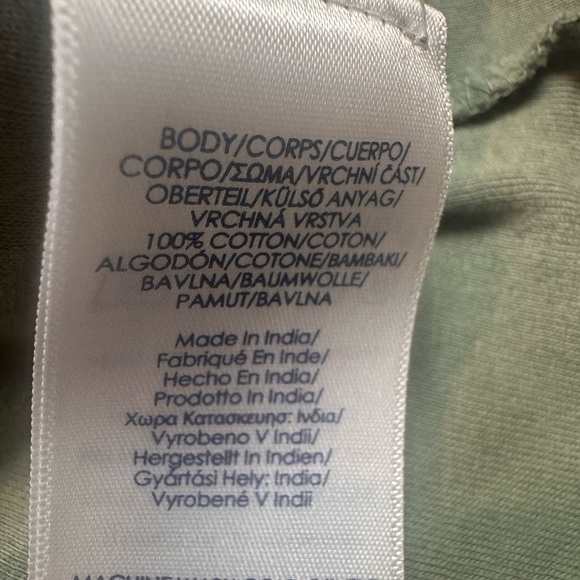 BODY/CORPS/CUERPO/
CORPO/ΣΩΜΑ/VRCHNÍ ČÁST/
OBERTEIL/KÜLSŐ ANYAG/
VRCHNÁ VRSTVA
100% COTTON/COTON/
ALGODÓN/COTONE/BAMBAKI/
BAVLNA/BAUMWOLLE/
PAMUT/BAVLNA
Made In India/
Fabriqué En Inde/
Hecho En India/
Prodotto In India/
Χωρα Κατασκευησ: Ινδια/
Vyrobeno V Indii/
Hergestellt In Indien/
Gyártási Hely: India/
Vyrobené V Indii